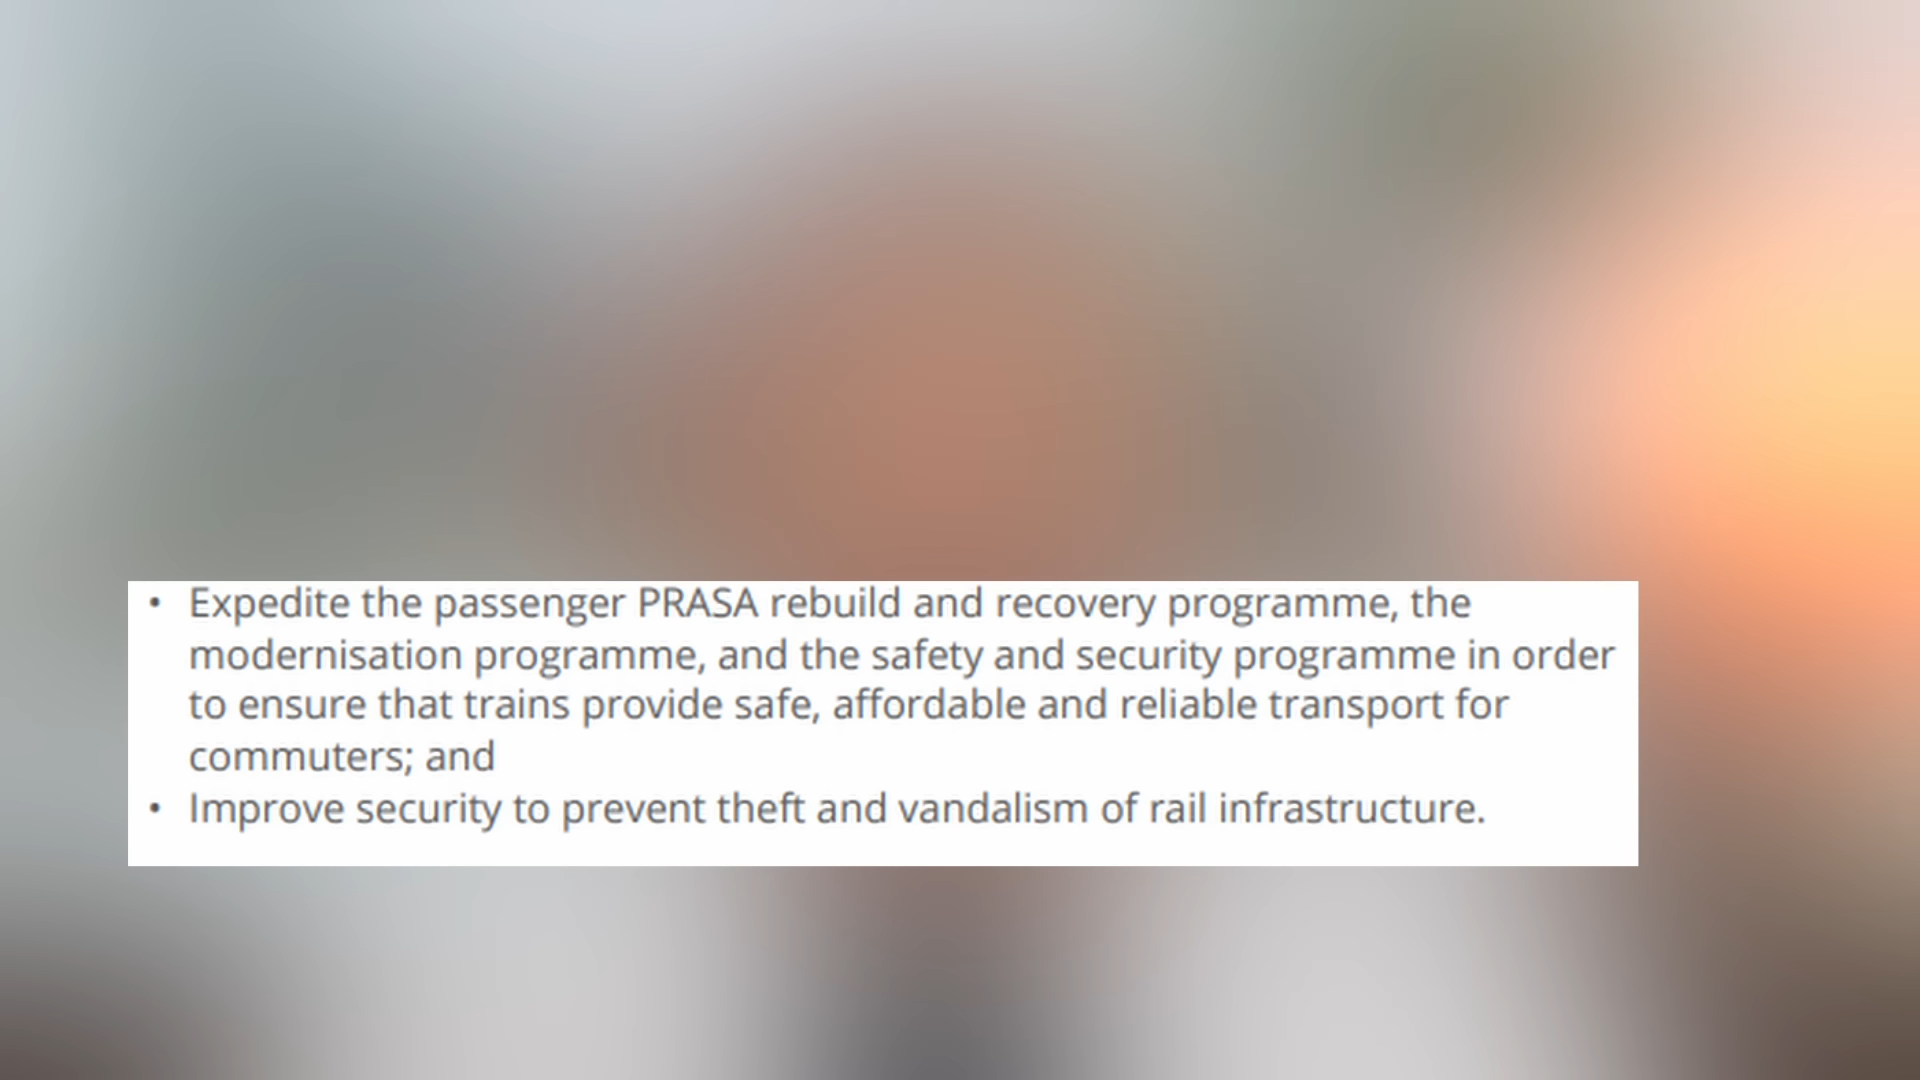 • Expedite the passenger PRASA rebuild and recovery programme, the
modernisation programme, and the safety and security programme in order
to ensure that trains provide safe, affordable and reliable transport for
commuters; and
• Improve security to prevent theft and vandalism of rail infrastructure.